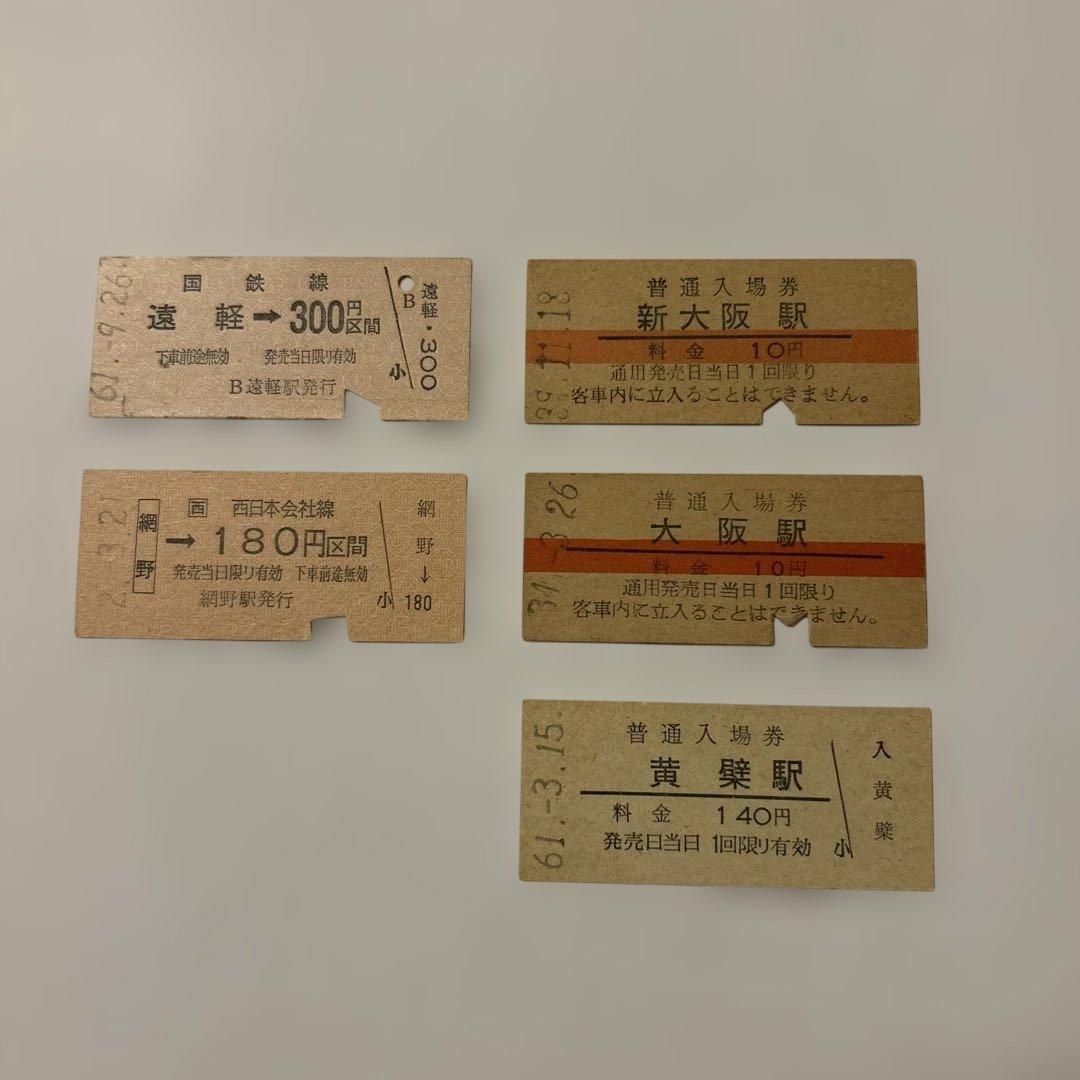 61.-9.26
国鉄線
遠軽→300円区間
下車前途無効 発売当日限り有効
B遠軽駅発行
小
B
遠軽・300
-3.21
網野
西 西日本会社線
→180円区間
発売当日限り有効 下車前途無効
網野駅発行
小
網野→180
39.11.18
普通入場券
新大阪駅
料金 10円
通用発売日当日1回限り
客車内に立入ることはできません。
-3.26
普通入場券
大阪駅
料金 10円
通用発売日当日1回限り
客車内に立入ることはできません。
61.-3.15.
普通入場券
黄檗駅
料金 140円
発売日当日 1回限り有効
小
入
黄檗